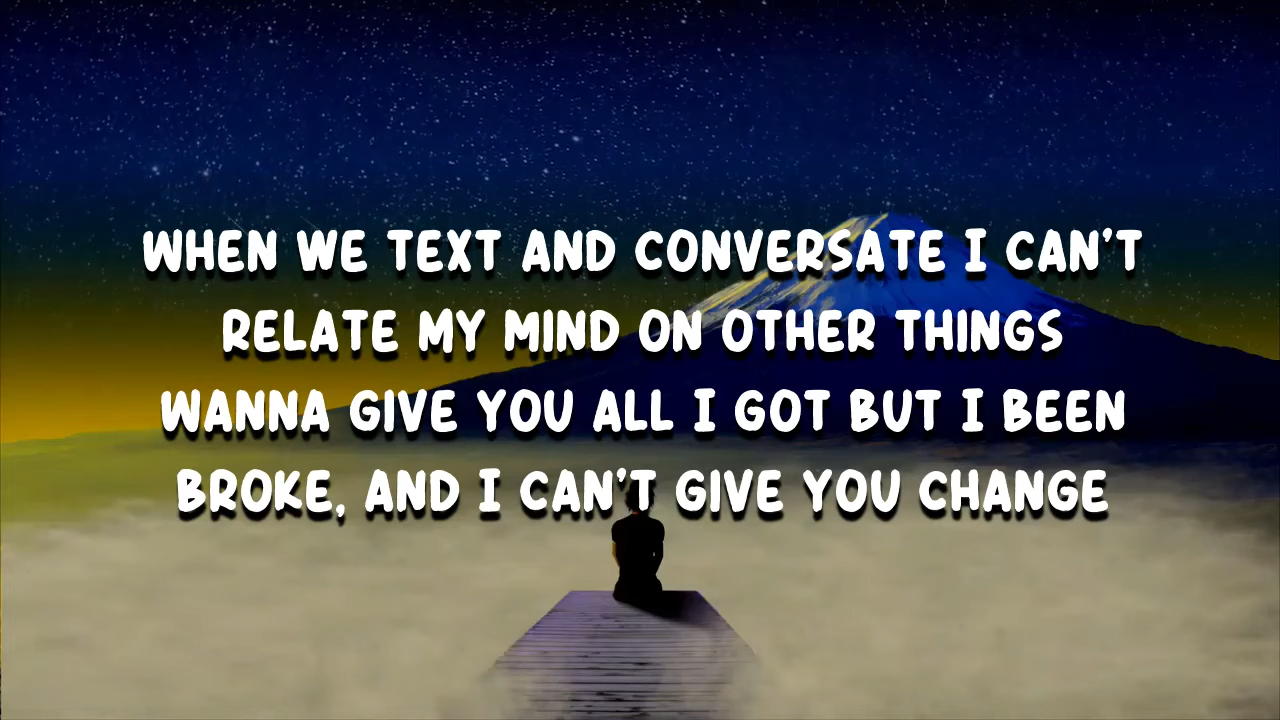 WHEN WE TEXT AND CONVERSATE I CAN'T
RELATE MY MIND ON OTHER THINGS
WANNA GIVE YOU ALL I GOT BUT I BEEN
BROKE, AND I CAN'T GIVE YOU CHANGE